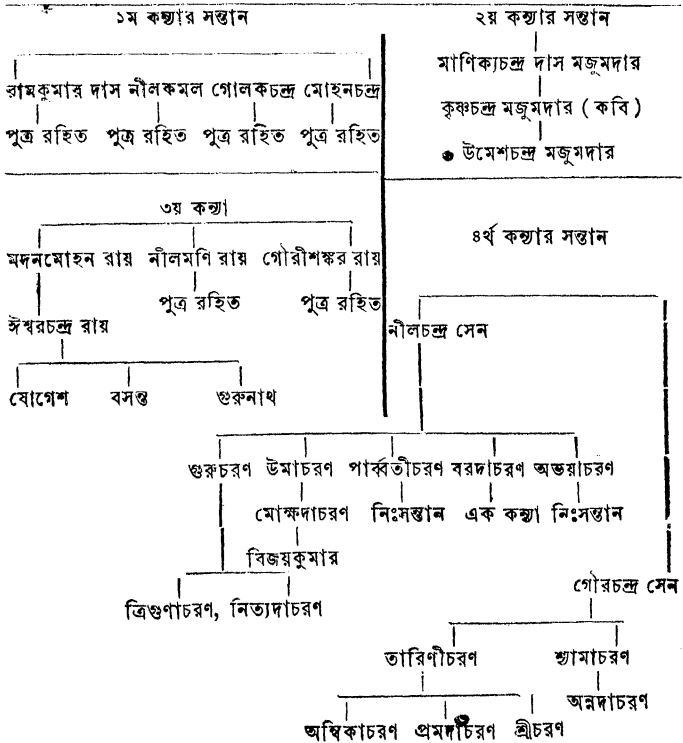 ১ম কন্যার সন্তান
রামকুমার দাস নীলকমল গোলকচন্দ্র মোহনচন্দ্র
পুত্র রহিত পুত্র রহিত পুত্র রহিত পুত্র রহিত
২য় কন্যার সন্তান
মাণিক্যচন্দ্র দাস মজুমদার
কৃষ্ণচন্দ্র মজুমদার ( কবি )
উমেশচন্দ্র মজুমদার
৩য় কন্যা
মদনমোহন রায় নীলমণি রায় গৌরীশঙ্কর রায়
পুত্র রহিত পুত্র রহিত
ঈশ্বরচন্দ্র রায়
যোগেশ বসন্ত গুরুনাথ
৪র্থ কন্যার সন্তান
নীলচন্দ্র সেন
গুরুচরণ উমাচরণ পার্ব্বতীচরণ বরদাচরণ অভয়াচরণ
মোক্ষদাচরণ নিঃসন্তান এক কন্যা নিঃসন্তান
বিজয়কুমার
ত্রিগুণাচরণ, নিত্যদাচরণ
গৌরচন্দ্র সেন
তারিণীচরণ শ্যামাচরণ
অন্নদাচরণ
অম্বিকাচরণ প্রমদাচরণ শ্রীচরণ